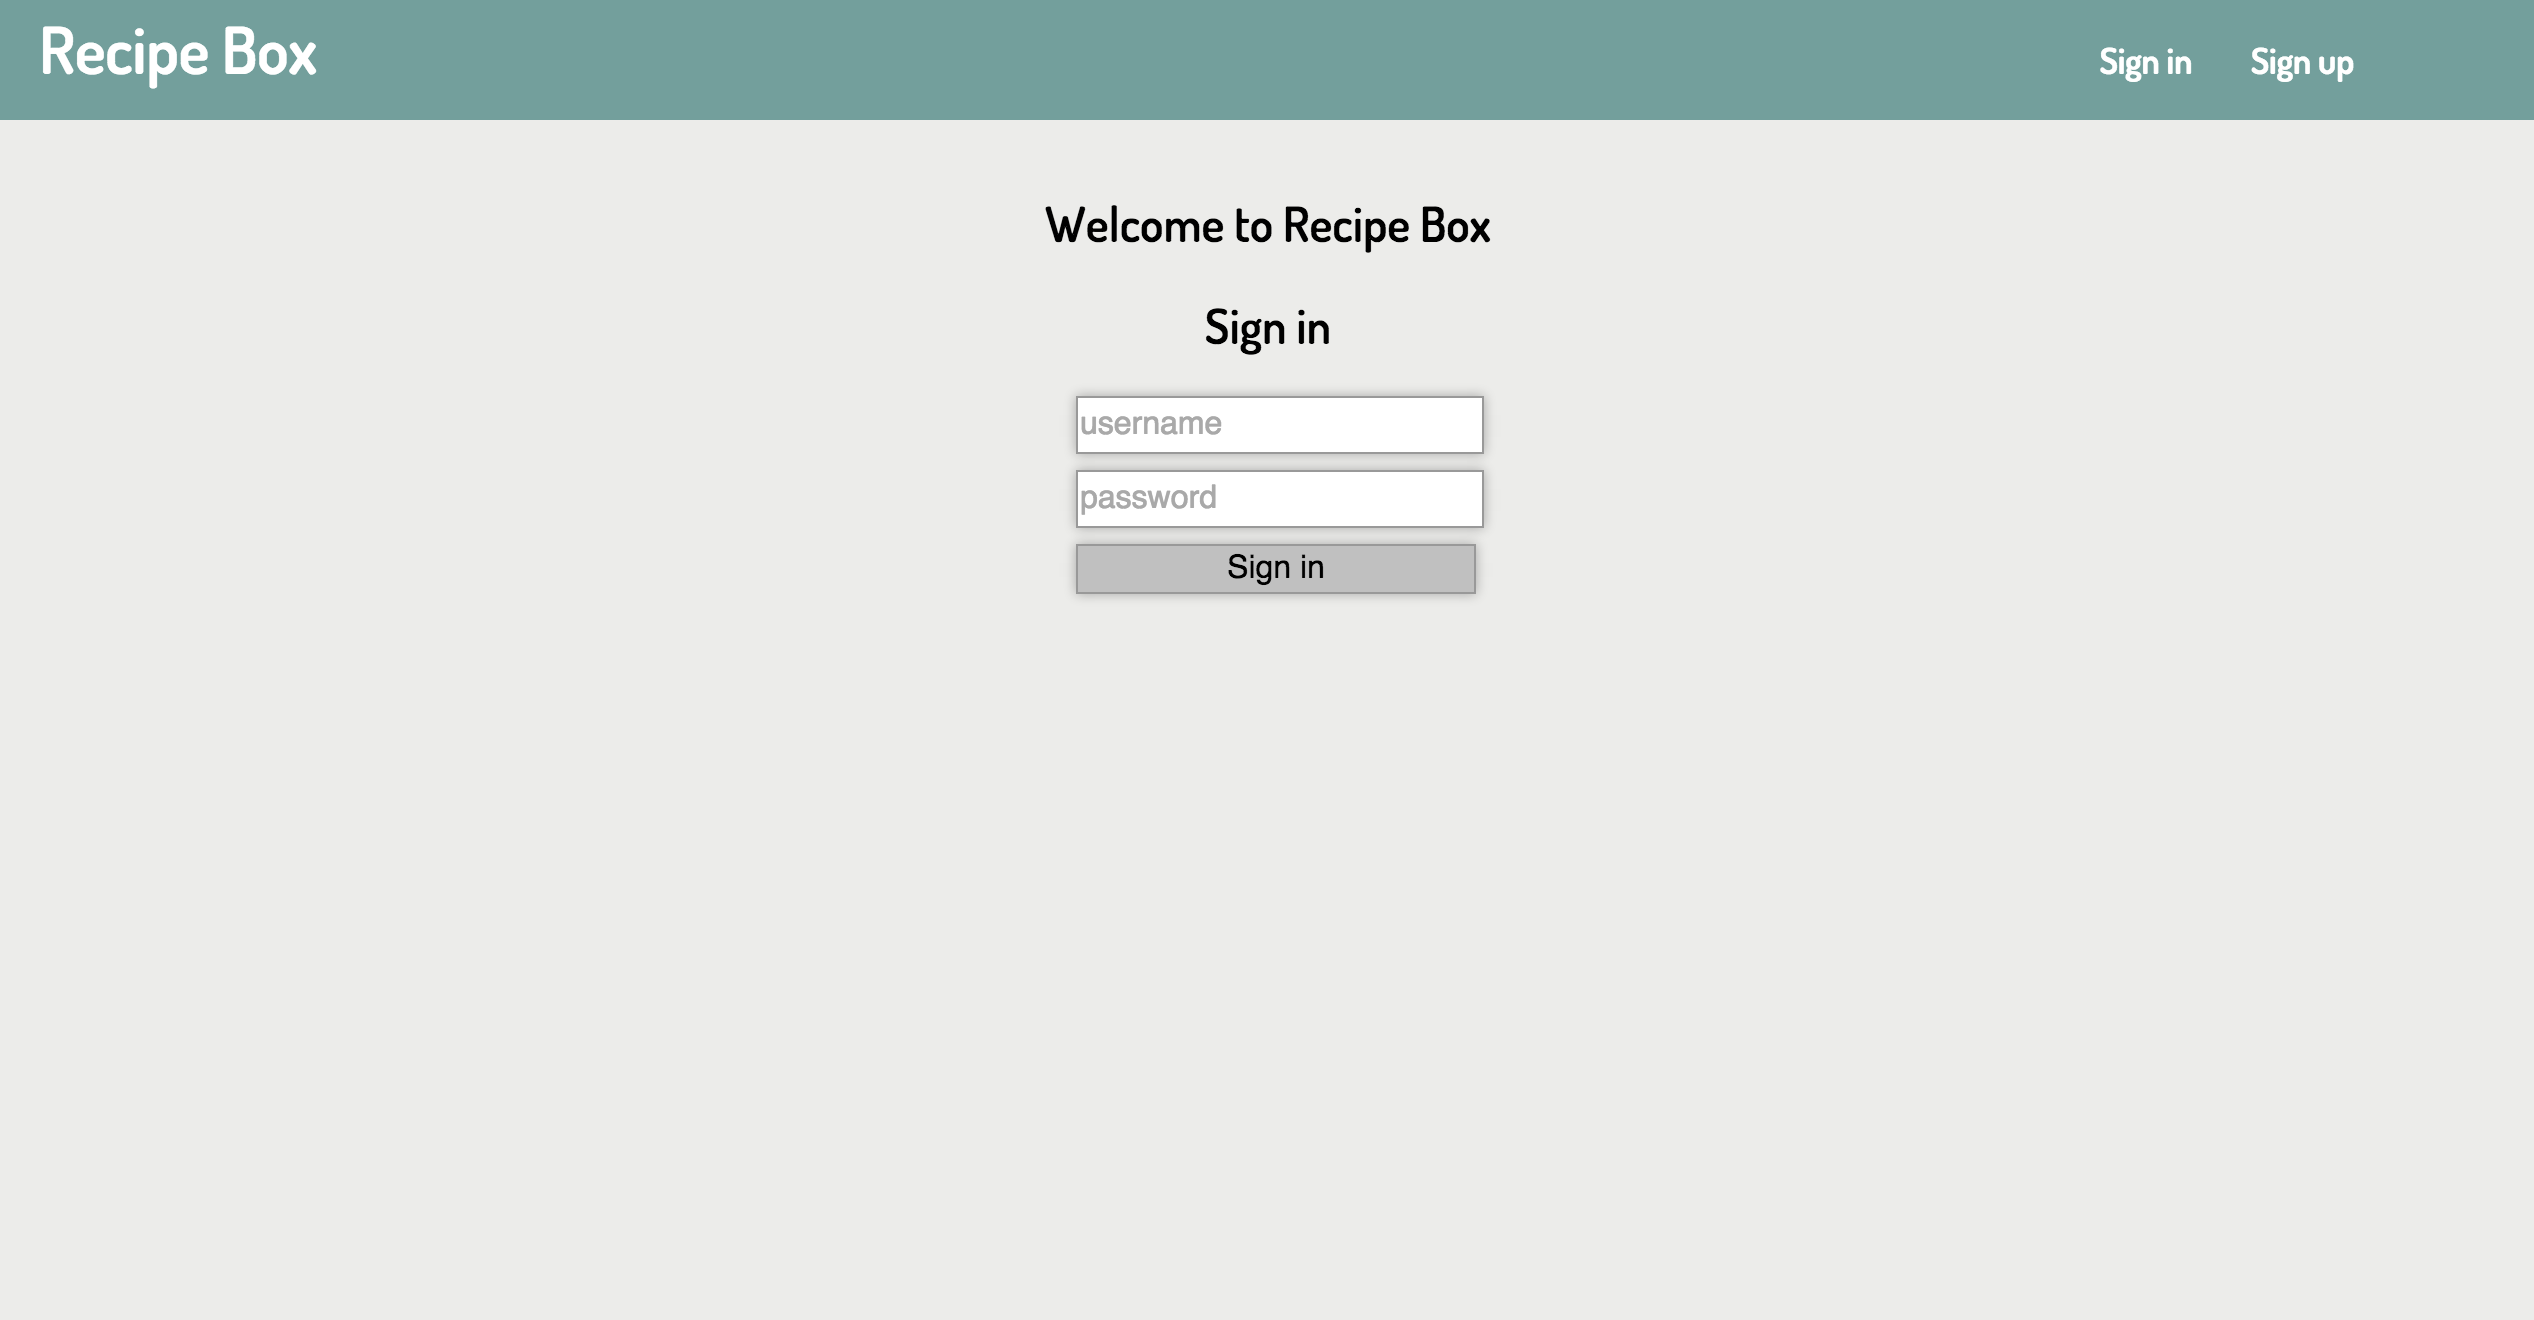 Recipe Box
Sign in
Sign up
Welcome to Recipe Box
Sign in
username
password
Sign in